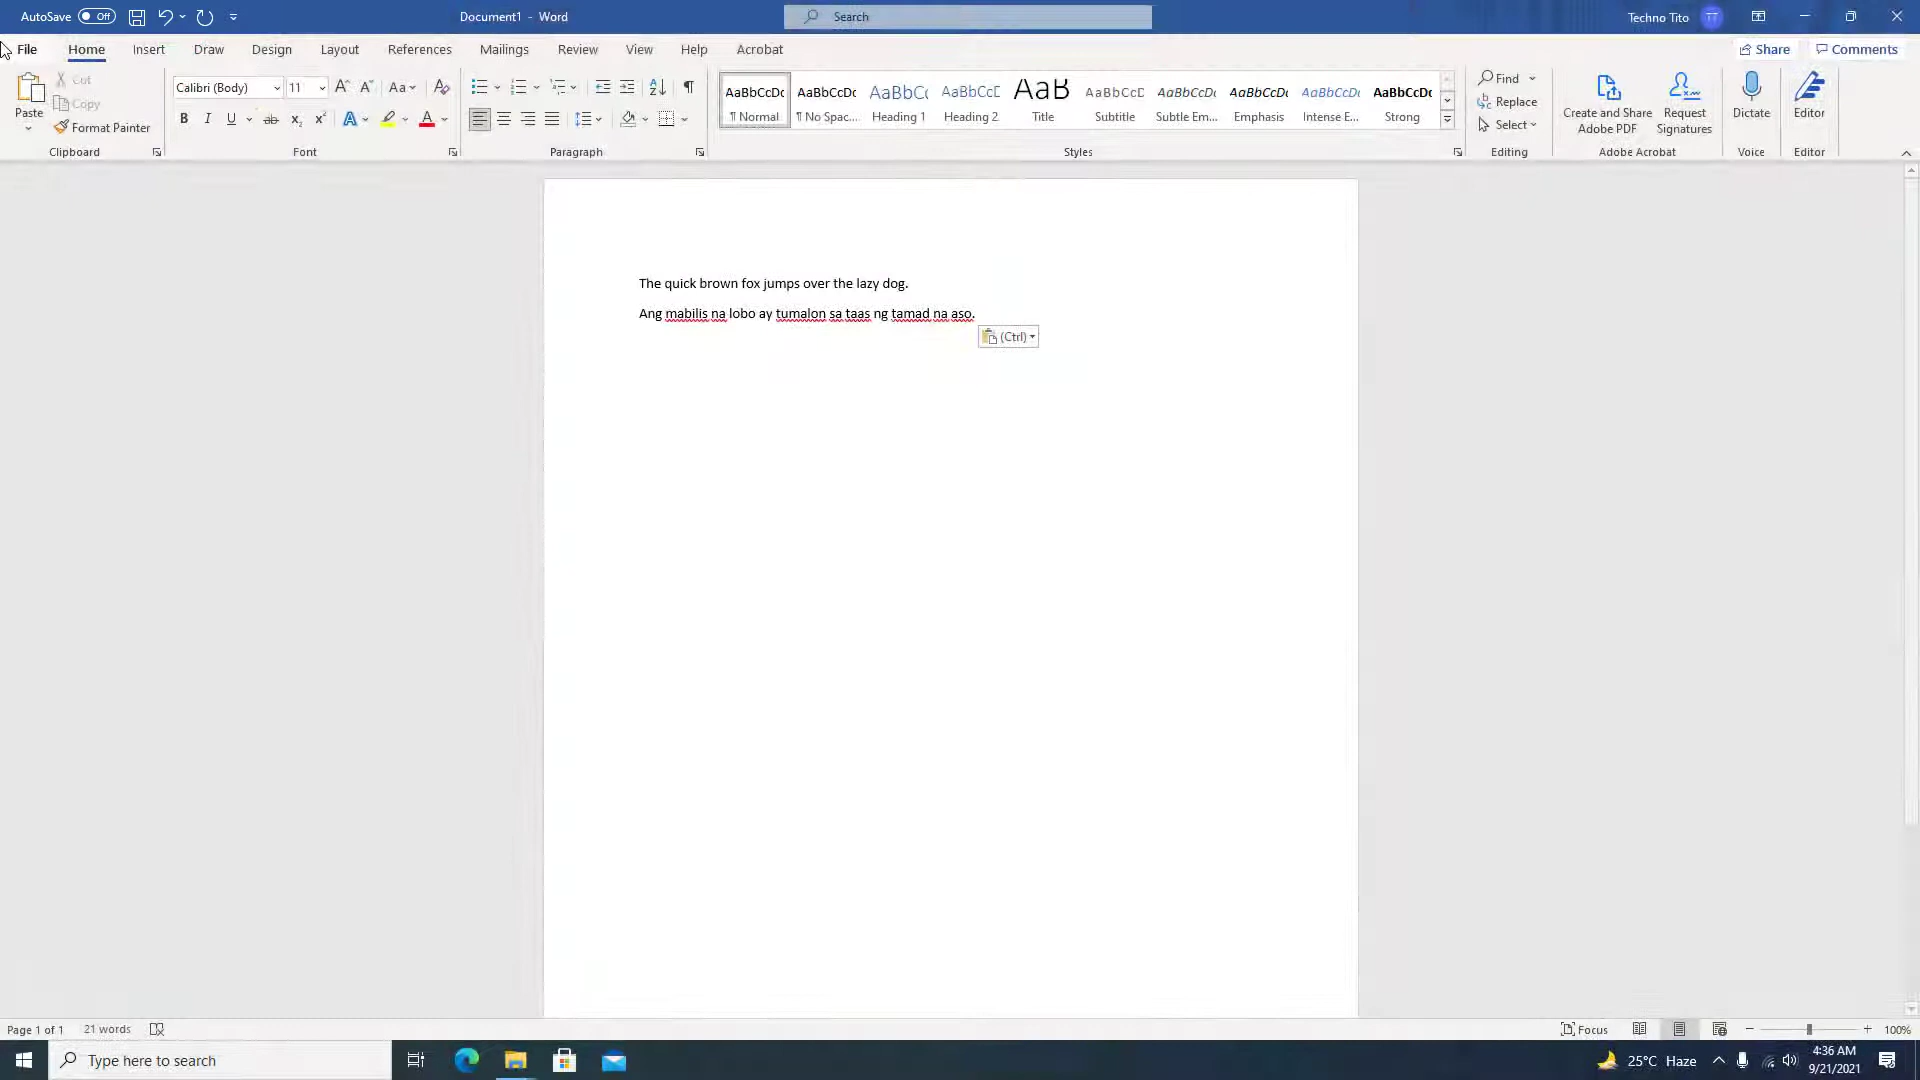 AutoSave Off Document1 - Word Search Techno Tito TT
File Home Insert Draw Design Layout References Mailings Review View Help Acrobat Share Comments
Paste
Cut
Copy
Format Painter
Clipboard
Calibri (Body) 11
Font
Paragraph
AaBbCcDc AaBbCcDc AaBbC( AaBbCcD AaB AaBbCcD AaBbCcDc AaBbCcDc AaBbCcDc AaBbCcDc
¶ Normal ¶ No Spac... Heading 1 Heading 2 Title Subtitle Subtle Em... Emphasis Intense E... Strong
Styles
Find
Replace
Select
Editing
Create and Share
Adobe PDF
Request
Signatures
Adobe Acrobat
Dictate
Voice
Editor
Editor
The quick brown fox jumps over the lazy dog.
Ang mabilis na lobo ay tumalon sa taas ng tamad na aso.
(Ctrl)
Page 1 of 1 21 words Focus 100%
Type here to search 25°C Haze 4:36 AM
9/21/2021